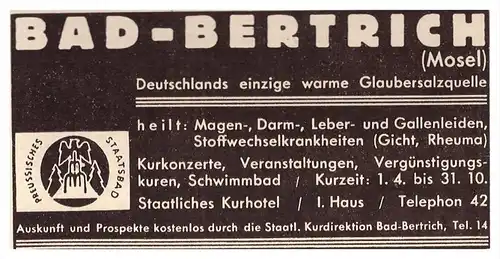 BAD-BERTRICH
(Mosel)
Deutschlands einzige warme Glaubersalzquelle
PREUSSISCHES STAATSBAD
heilt: Magen-, Darm-, Leber- und Gallenleiden,
Stoffwechselkrankheiten (Gicht, Rheuma)
Kurkonzerte, Veranstaltungen, Vergünstigungs-
kuren, Schwimmbad / Kurzeit: 1. 4. bis 31. 10.
Staatliches Kurhotel / I. Haus / Telephon 42
Auskunft und Prospekte kostenlos durch die Staatl. Kurdirektion Bad-Bertrich, Tel. 14